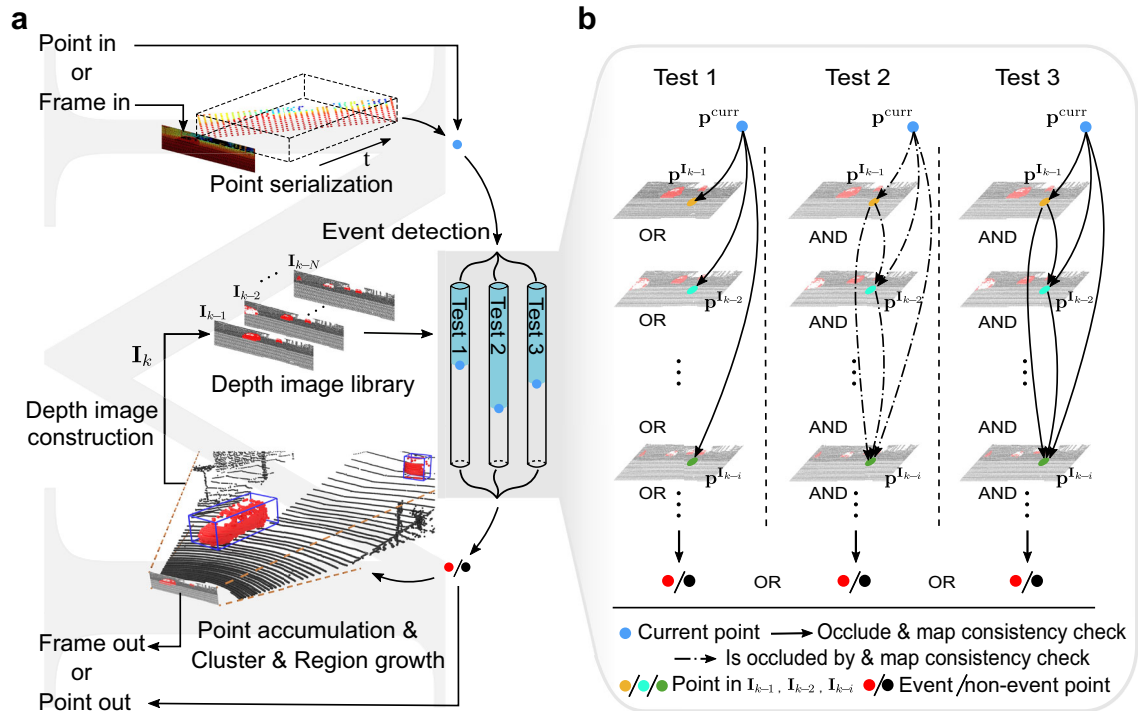 a
Point in
or
Frame in
t
Point serialization
Event detection
I_{k−N}
I_{k−2}
I_{k−1}
I_k
Depth image library
Test 1
Test 2
Test 3
Depth image
construction
Point accumulation &
Cluster & Region growth
Frame out
or
Point out
b
Test 1 Test 2 Test 3
p^{curr} p^{curr} p^{curr}
p^{I_{k−1}} p^{I_{k−1}} p^{I_{k−1}}
OR AND AND
p^{I_{k−2}} p^{I_{k−2}} p^{I_{k−2}}
OR AND AND
OR AND AND
p^{I_{k−i}} p^{I_{k−i}} p^{I_{k−i}}
OR AND AND
/ OR / OR /
Current point Occlude & map consistency check
Is occluded by & map consistency check
/ / Point in I_{k−1} , I_{k−2} , I_{k−i} / Event /non-event point